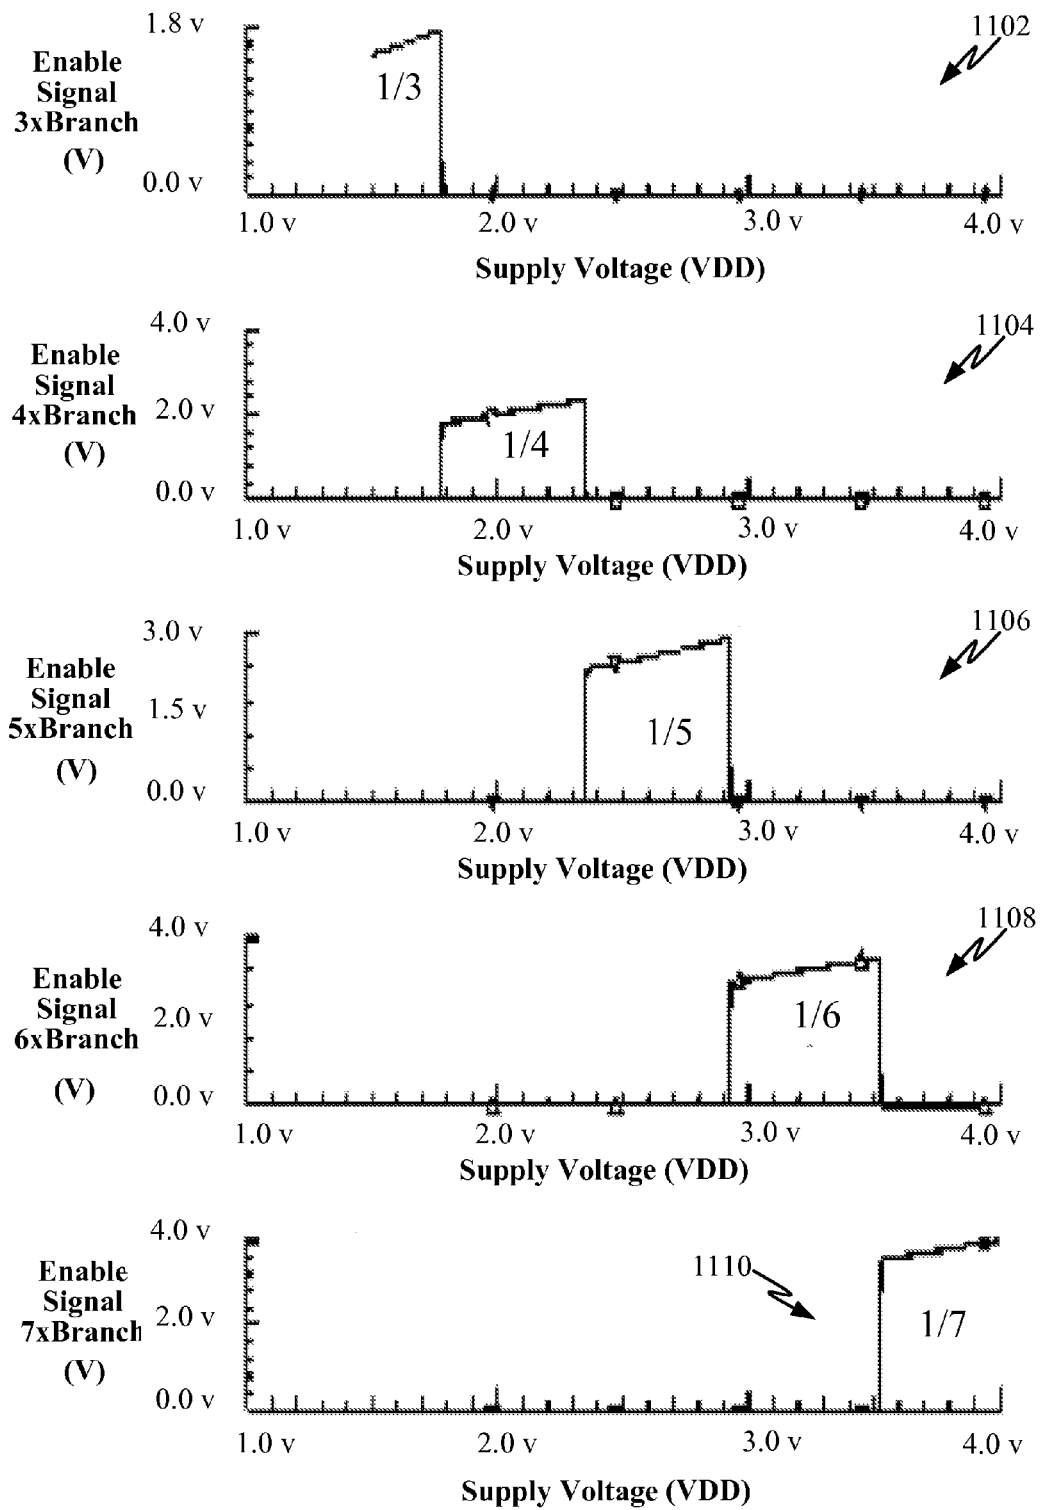 1.8 v
1102
Enable
Signal
3xBranch
(V)
1/3
0.0 v
1.0 v
2.0 v
3.0 v
4.0 v
Supply Voltage (VDD)
4.0 v
1104
Enable
Signal
4xBranch
(V)
2.0 v
1/4
0.0 v
1.0 v
2.0 v
3.0 v
4.0 v
Supply Voltage (VDD)
3.0 v
1106
Enable
Signal
5xBranch
(V)
1.5 v
1/5
0.0 v
1.0 v
2.0 v
3.0 v
4.0 v
Supply Voltage (VDD)
4.0 v
1108
Enable
Signal
6xBranch
(V)
2.0 v
1/6
0.0 v
1.0 v
2.0 v
3.0 v
4.0 v
Supply Voltage (VDD)
4.0 v
1110
Enable
Signal
7xBranch
(V)
2.0 v
1/7
0.0 v
1.0 v
2.0 v
3.0 v
4.0 v
Supply Voltage (VDD)